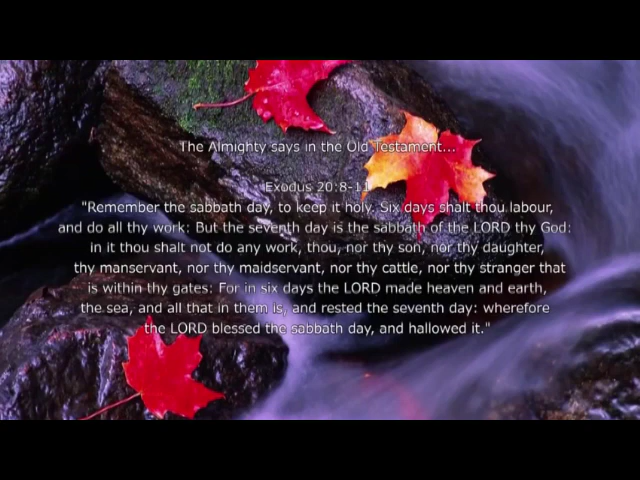 The Almighty says in the Old Testament...
Exodus 20:8-11
"Remember the sabbath day, to keep it holy. Six days shalt thou labour,
and do all thy work: But the seventh day is the sabbath of the LORD thy God:
in it thou shalt not do any work, thou, nor thy son, nor thy daughter,
thy manservant, nor thy maidservant, nor thy cattle, nor thy stranger that
is within thy gates: For in six days the LORD made heaven and earth,
the sea, and all that in them is, and rested the seventh day: wherefore
the LORD blessed the sabbath day, and hallowed it."